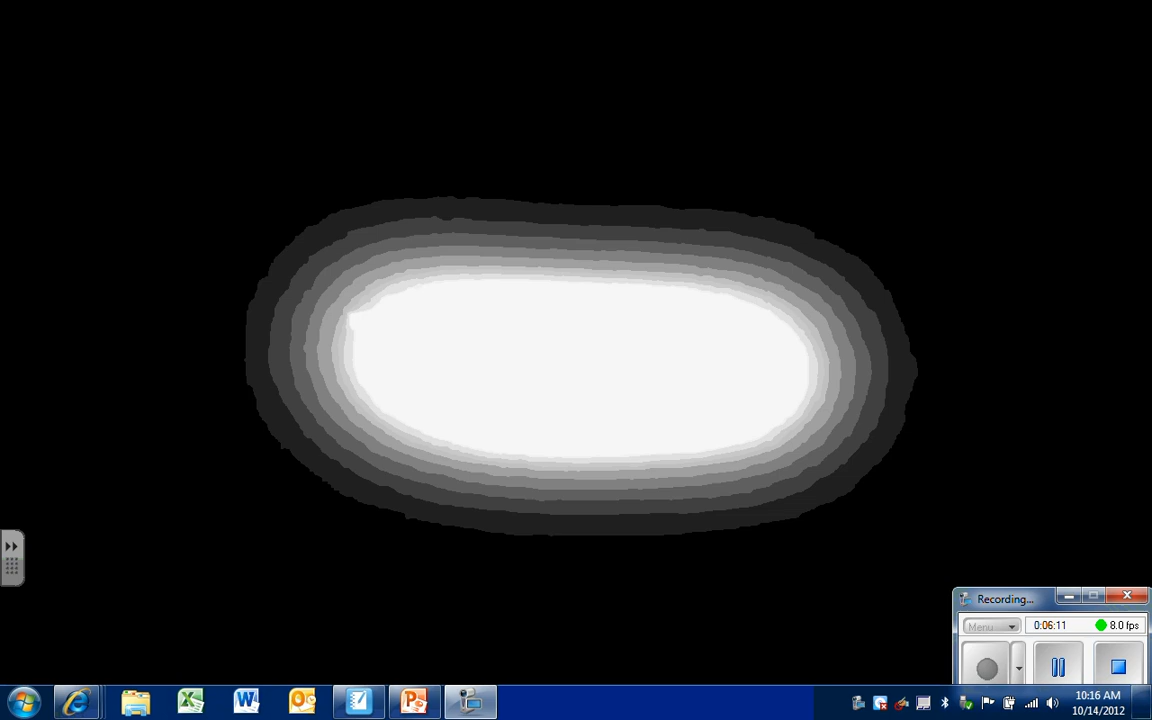 Recording...
Menu
0:06:11
8.0 fps
10:16 AM
10/14/2012